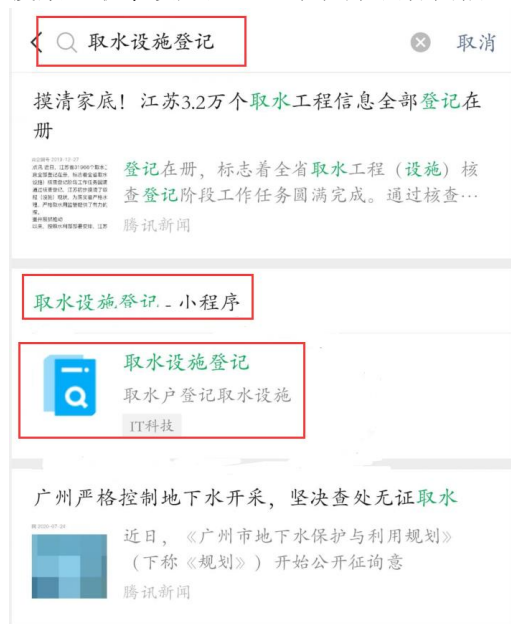 取水设施登记
取消
摸清家底！江苏3.2万个取水工程信息全部登记在
册
登记在册，标志着全省取水工程（设施）核
查登记阶段工作任务圆满完成。通过核查…
腾讯新闻
取水设施登记 - 小程序
取水设施登记
取水户登记取水设施
IT科技
广州严格控制地下水开采，坚决查处无证取水
近日，《广州市地下水保护与利用规划》
（下称《规划》）开始公开征询意
腾讯新闻